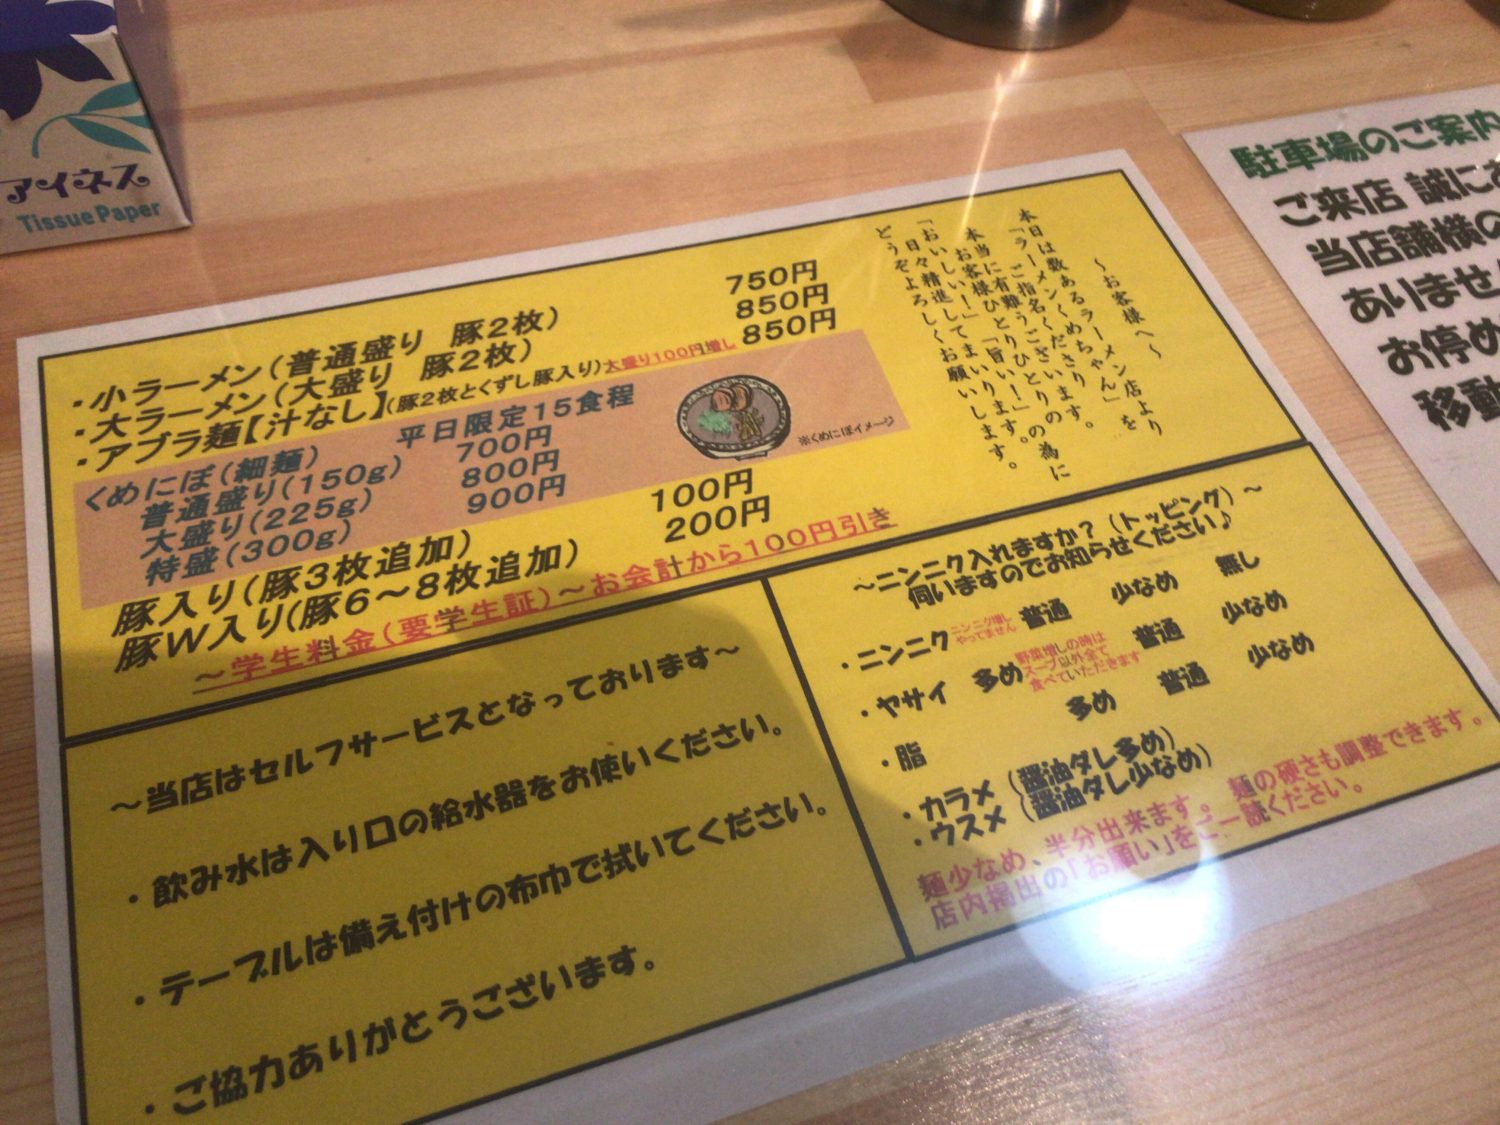 アイネス
Tissue Paper
・小ラーメン（普通盛り 豚2枚） 750円
・大ラーメン（大盛り 豚2枚） 850円
・アブラ麺【汁なし】（豚2枚とくずし豚入り）大盛り100円増し 850円
くめにぼ（細麺） 平日限定15食程
普通盛り（150g） 700円
大盛り（225g） 800円
特盛（300g） 900円
※くめにぼイメージ
豚入り（豚3枚追加） 100円
豚W入り（豚6～8枚追加） 200円
～学生料金（要学生証）～お会計から100円引き
～お客様へ～
本日は数あるラーメン店より
「ラーメンくめちゃん」を
ご指名くださり
本当に有難うございます。
お客様ひとりひとりの為に
「おいしい！」「旨い！」を
日々精進してまいります。
どうぞよろしくお願いします。
～当店はセルフサービスとなっております～
・飲み水は入り口の給水器をお使いください。
・テーブルは備え付けの布巾で拭いてください。
・ご協力ありがとうございます。
～ニンニク入れますか？（トッピング）～
伺いますのでお知らせください♪
・ニンニク ニンニク増しやってません 普通 少なめ 無し
・ヤサイ 多め 野菜増しの時はスープ以外全て食べていただきます 普通 少なめ
・脂 多め 普通 少なめ
・カラメ（醤油ダレ多め）
・ウスメ（醤油ダレ少なめ）
麺少なめ、半分出来ます。麺の硬さも調整できます。
店内掲出の「お願い」をご一読ください。
駐車場のご案内
ご来店 誠に
当店舗横の
ありませ
お停め
移動